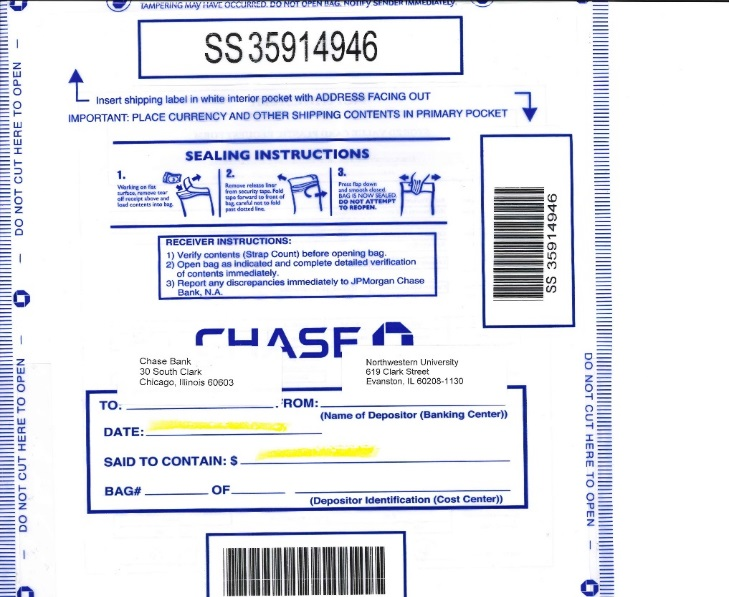 TAMPERING MAY HAVE OCCURRED. DO NOT OPEN BAG. NOTIFY SENDER IMMEDIATELY.
SS35914946
Insert shipping label in white interior pocket with ADDRESS FACING OUT
IMPORTANT: PLACE CURRENCY AND OTHER SHIPPING CONTENTS IN PRIMARY POCKET
SEALING INSTRUCTIONS
1.
Working on flat
surface, remove tear
off receipt above and
load contents into bag.
2.
Remove release liner
from security tape. Fold
tape forward to front of
bag, careful not to fold
past dotted line.
3.
Press flap down
and smooth closed.
BAG IS NOW SEALED.
DO NOT ATTEMPT
TO REOPEN.
RECEIVER INSTRUCTIONS:
1) Verify contents (Strap Count) before opening bag.
2) Open bag as indicated and complete detailed verification
of contents immediately.
3) Report any discrepancies immediately to JPMorgan Chase
Bank, N.A.
SS 35914946
CHASE
Chase Bank
30 South Clark
Chicago, Illinois 60603
Northwestern University
619 Clark Street
Evanston, IL 60208-1130
TO: FROM:
(Name of Depositor (Banking Center))
DATE:
SAID TO CONTAIN: $
BAG# OF
(Depositor Identification (Cost Center))
— DO NOT CUT HERE TO OPEN —
— DO NOT CUT HERE TO OPEN —
DO NOT CUT HERE TO OPEN —